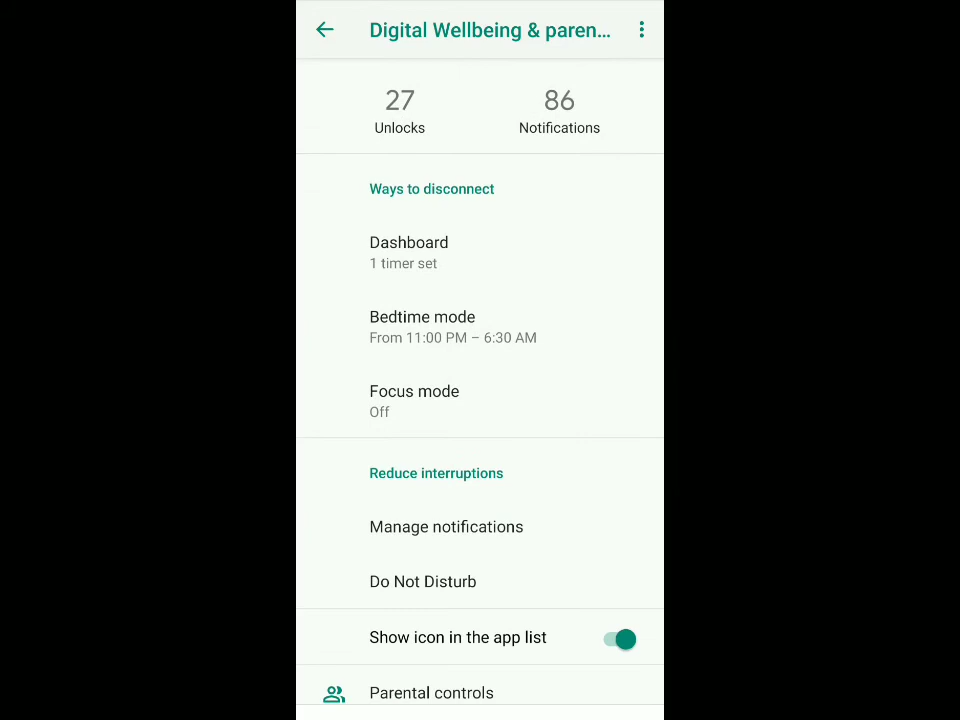 Digital Wellbeing & paren...
27
86
Unlocks
Notifications
Ways to disconnect
Dashboard
1 timer set
Bedtime mode
From 11:00 PM – 6:30 AM
Focus mode
Off
Reduce interruptions
Manage notifications
Do Not Disturb
Show icon in the app list
Parental controls